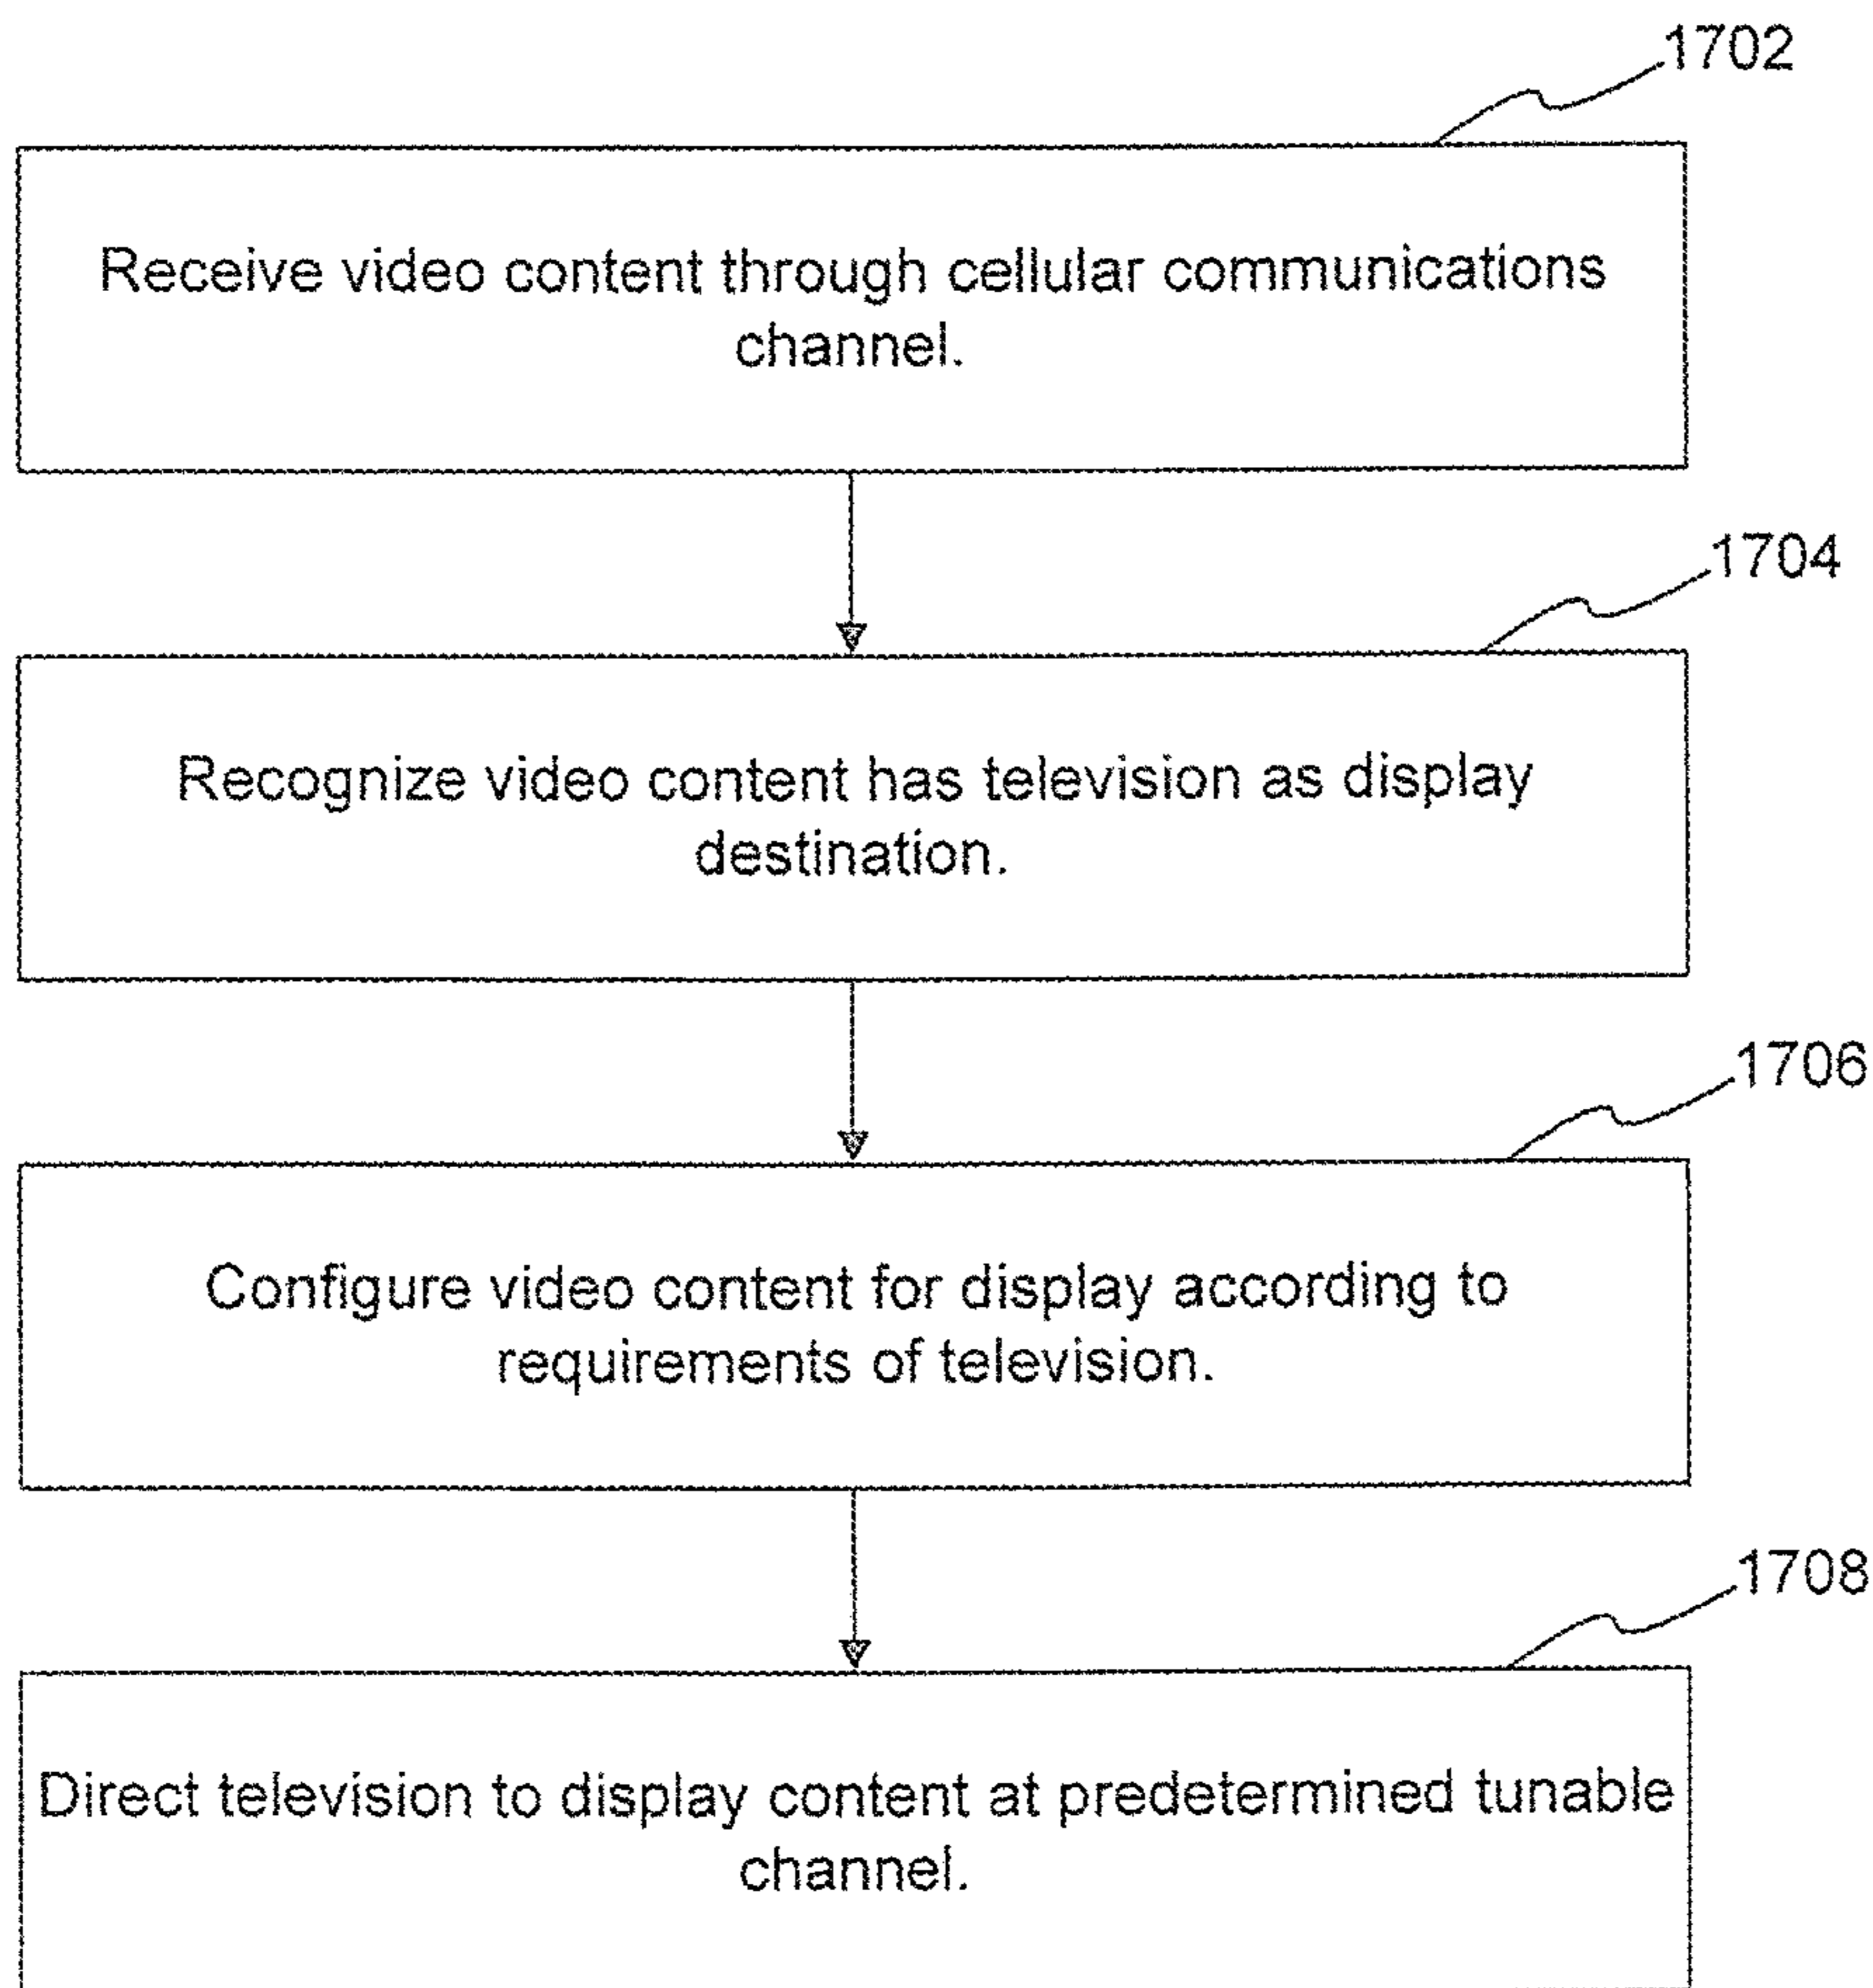 1702
Receive video content through cellular communications
channel.
1704
Recognize video content has television as display
destination.
1706
Configure video content for display according to
requirements of television.
1708
Direct television to display content at predetermined tunable
channel.